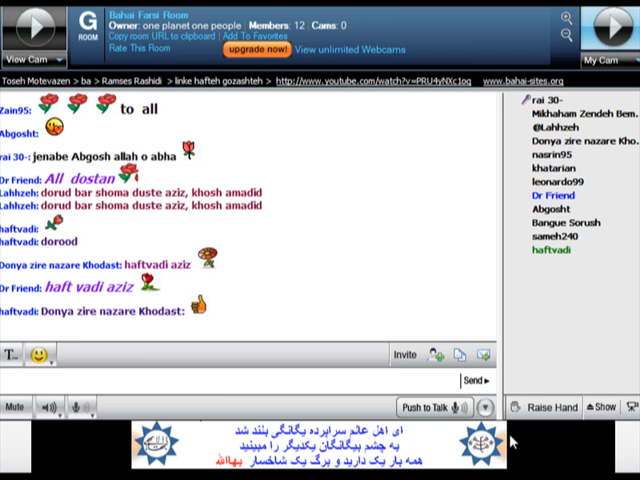 Bahai Farsi Room
Owner: one planet one people | Members: 12 | Cams: 0
Copy room URL to clipboard | Add To Favorites
Rate This Room
upgrade now!
View unlimited Webcams
G
ROOM
View Cam
My Cam
Toseh Motevazen > ba > Ramses Rashidi > linke hafteh gozashteh > http://www.youtube.com/watch?v=PRU4yNXc1og www.bahai-sites.org
Zain95: to all
Abgosht:
rai 30-: jenabe Abgosh allah o abha
Dr Friend: All dostan
Lahhzeh: dorud bar shoma duste aziz, khosh amadid
Lahhzeh: dorud bar shoma duste aziz, khosh amadid
haftvadi:
haftvadi: dorood
Donya zire nazare Khodast: haftvadi aziz
Dr Friend: haft vadi aziz
haftvadi: Donya zire nazare Khodast:
rai 30-
Mikhaham Zendeh Bem.
@Lahhzeh
Donya zire nazare Kho.
nasrin95
khatarian
leonardo99
Dr Friend
Abgosht
Bangue Sorush
sameh240
haftvadi
T...
Invite
Send
Mute
Push to Talk
Raise Hand
Show
ای اهل عالم سراپرده یگانگی بلند شد
به چشم بیگانگان یکدیگر را مبینید
همه بار یک دارید و برگ یک شاخسار بهاالله